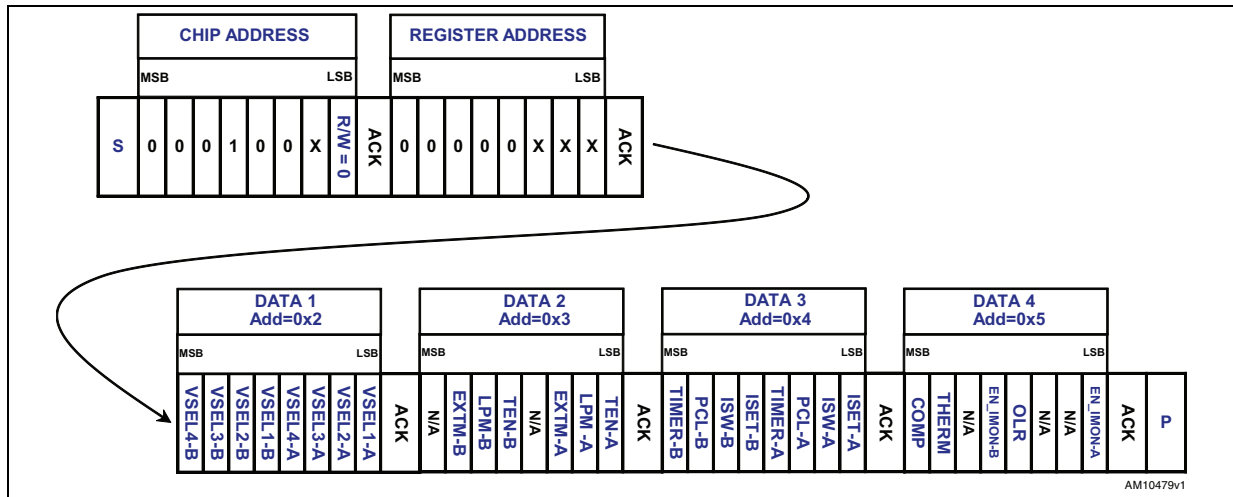 CHIP ADDRESS REGISTER ADDRESS
MSB LSB MSB LSB
S 0 0 0 1 0 0 X R/W = 0 ACK 0 0 0 0 0 X X X ACK
DATA 1 DATA 2 DATA 3 DATA 4
Add=0x2 Add=0x3 Add=0x4 Add=0x5
MSB LSB MSB LSB MSB LSB MSB LSB
VSEL4-B VSEL3-B VSEL2-B VSEL1-B VSEL4-A VSEL3-A VSEL2-A VSEL1-A ACK N/A EXTM-B LPM-B TEN-B N/A EXTM-A LPM -A TEN-A ACK TIMER-B PCL-B ISW-B ISET-B TIMER-A PCL-A ISW-A ISET-A ACK COMP THERM N/A EN_IMON-B OLR N/A N/A EN_IMON-A ACK P
AM10479v1